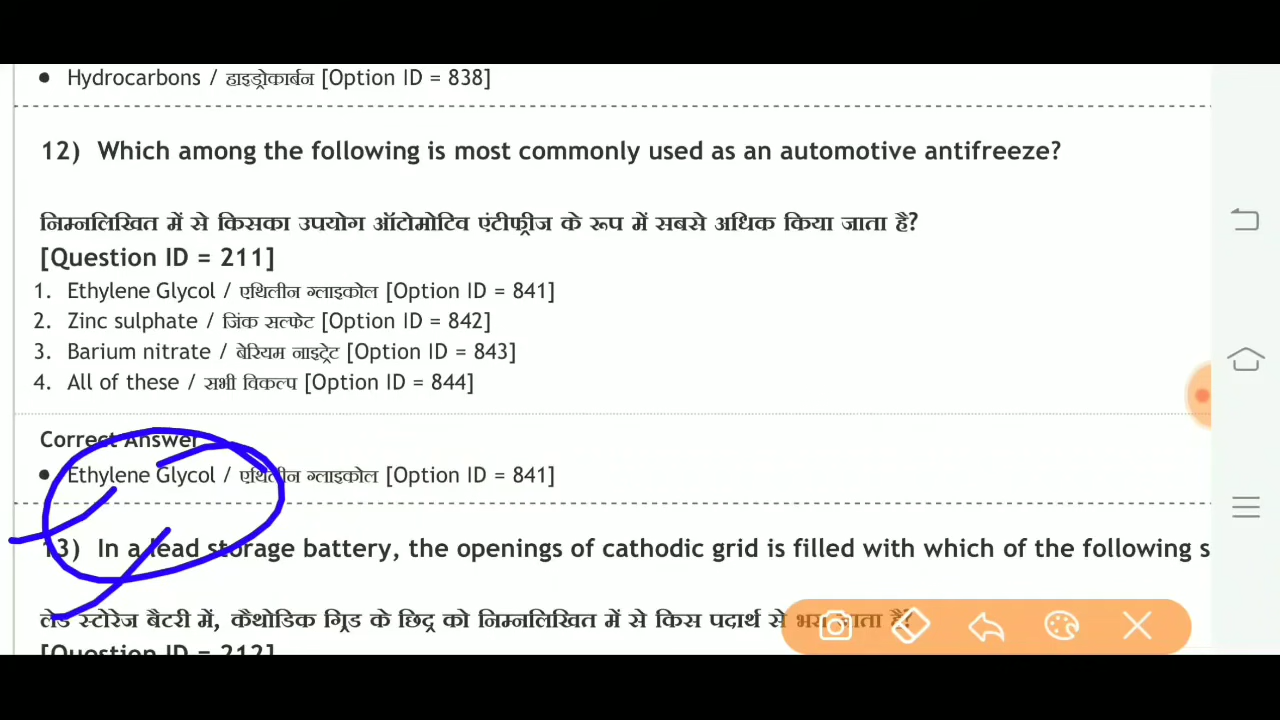 • Hydrocarbons / हाइड्रोकार्बन [Option ID = 838]
12) Which among the following is most commonly used as an automotive antifreeze?
निम्नलिखित में से किसका उपयोग ऑटोमोटिव एंटीफ्रीज के रूप में सबसे अधिक किया जाता है?
[Question ID = 211]
1. Ethylene Glycol / एथिलीन ग्लाइकोल [Option ID = 841]
2. Zinc sulphate / जिंक सल्फेट [Option ID = 842]
3. Barium nitrate / बेरियम नाइट्रेट [Option ID = 843]
4. All of these / सभी विकल्प [Option ID = 844]
Correct Answer
• Ethylene Glycol / एथिलीन ग्लाइकोल [Option ID = 841]
13) In a lead storage battery, the openings of cathodic grid is filled with which of the following s
लेड स्टोरेज बैटरी में, कैथोडिक ग्रिड के छिद्र को निम्नलिखित में से किस पदार्थ से भरा जाता है?
[Question ID = 212]